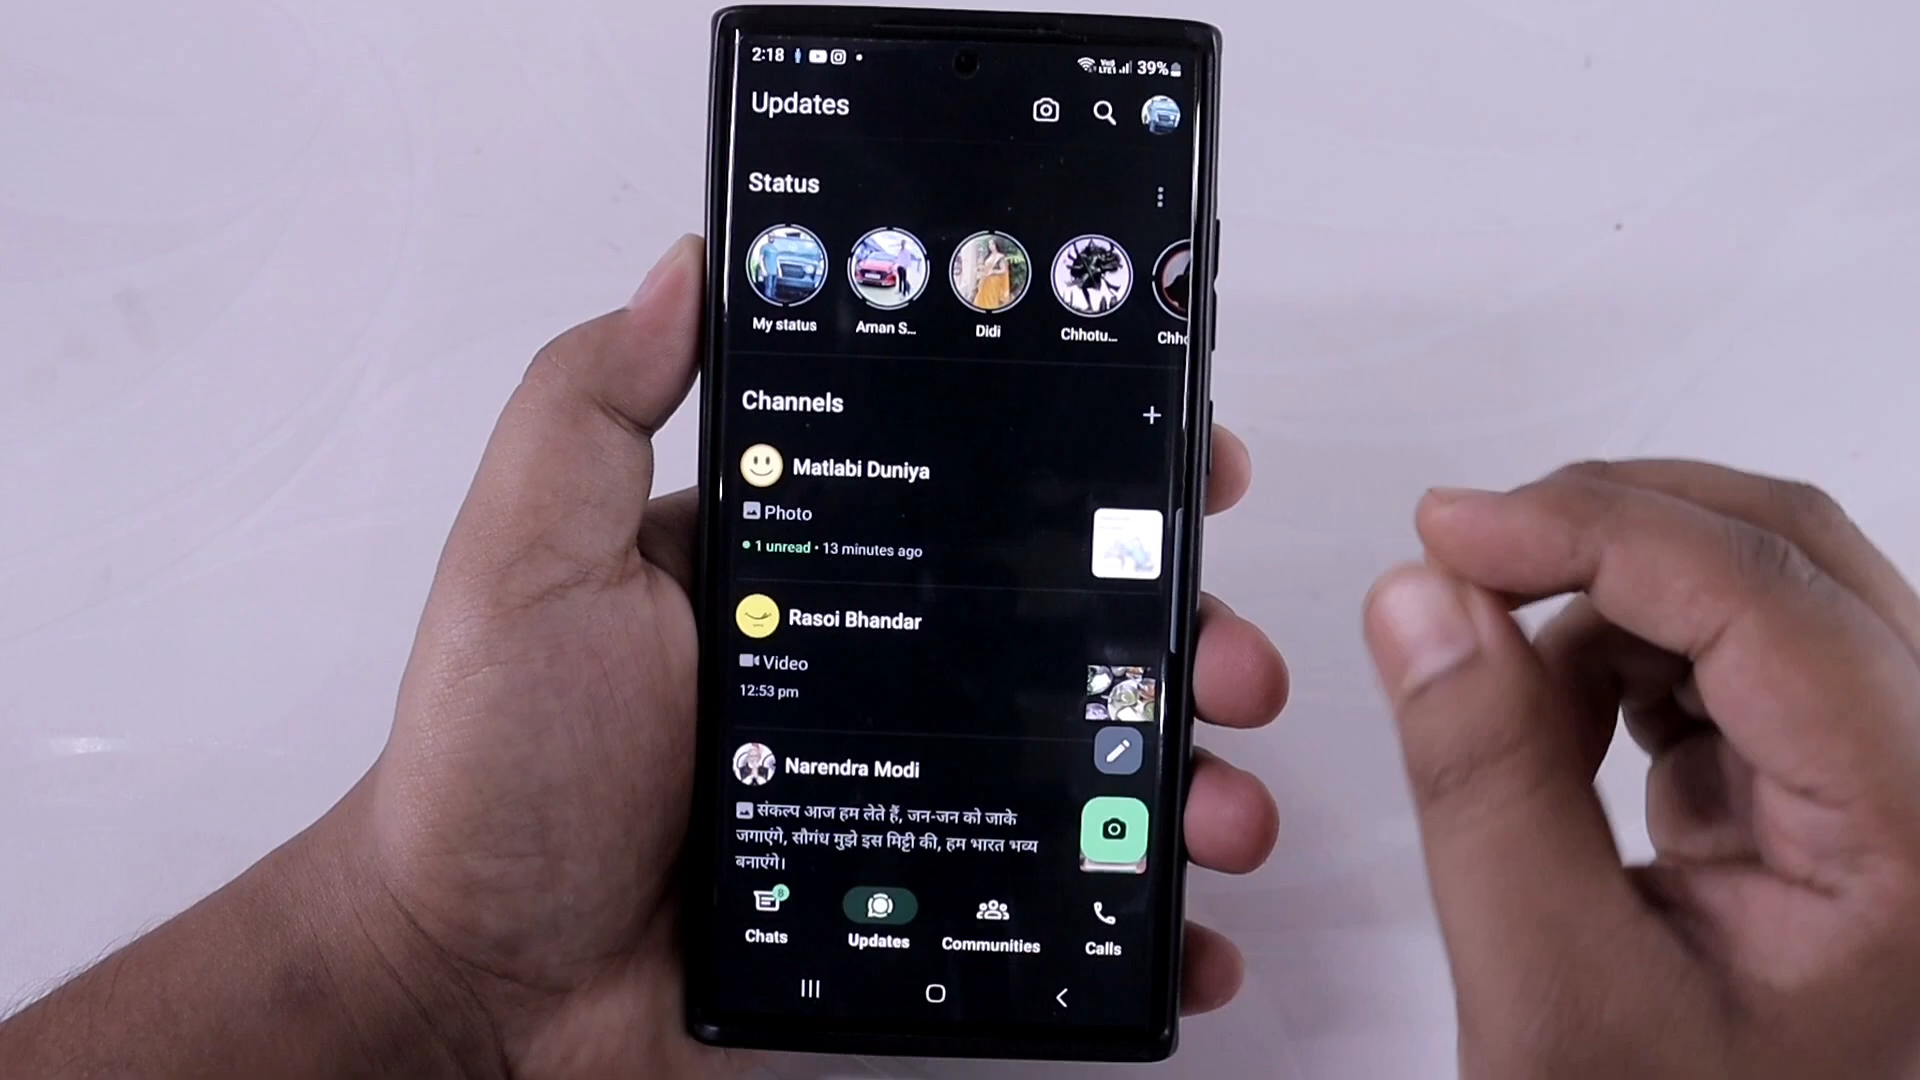 2:18
39%
Updates
Status
My status
Aman S...
Didi
Chhotu...
Chho
Channels
Matlabi Duniya
Photo
1 unread • 13 minutes ago
Rasoi Bhandar
Video
12:53 pm
Narendra Modi
संकल्प आज हम लेते हैं, जन-जन को जाके
जगाएंगे, सौगंध मुझे इस मिट्टी की, हम भारत भव्य
बनाएंगे।
8
Chats
Updates
Communities
Calls